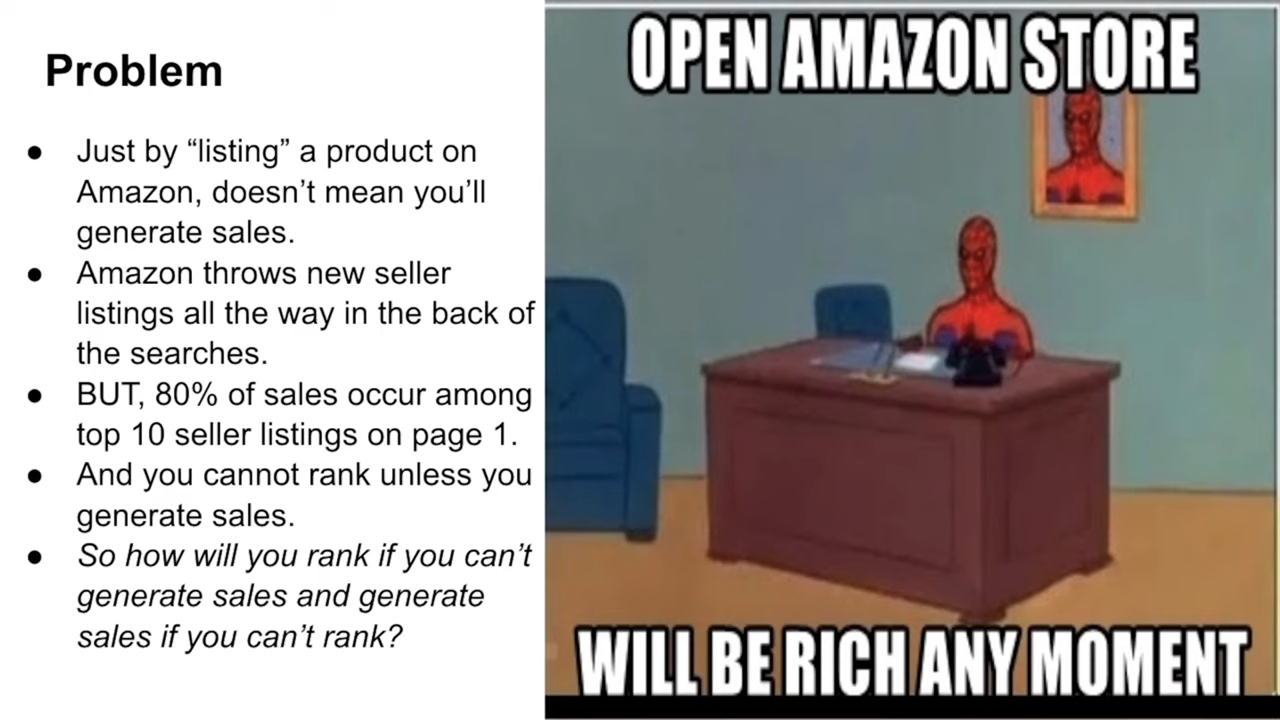 Problem
● Just by “listing” a product on
Amazon, doesn’t mean you’ll
generate sales.
● Amazon throws new seller
listings all the way in the back of
the searches.
● BUT, 80% of sales occur among
top 10 seller listings on page 1.
● And you cannot rank unless you
generate sales.
● So how will you rank if you can’t
generate sales and generate
sales if you can’t rank?
OPEN AMAZON STORE
WILL BE RICH ANY MOMENT